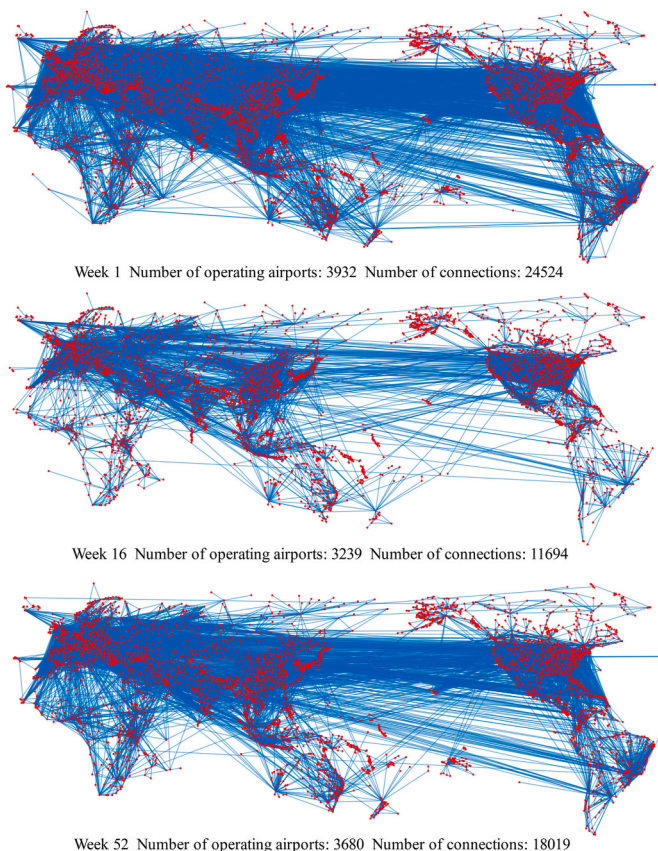 Week 1 Number of operating airports: 3932 Number of connections: 24524
Week 16 Number of operating airports: 3239 Number of connections: 11694
Week 52 Number of operating airports: 3680 Number of connections: 18019